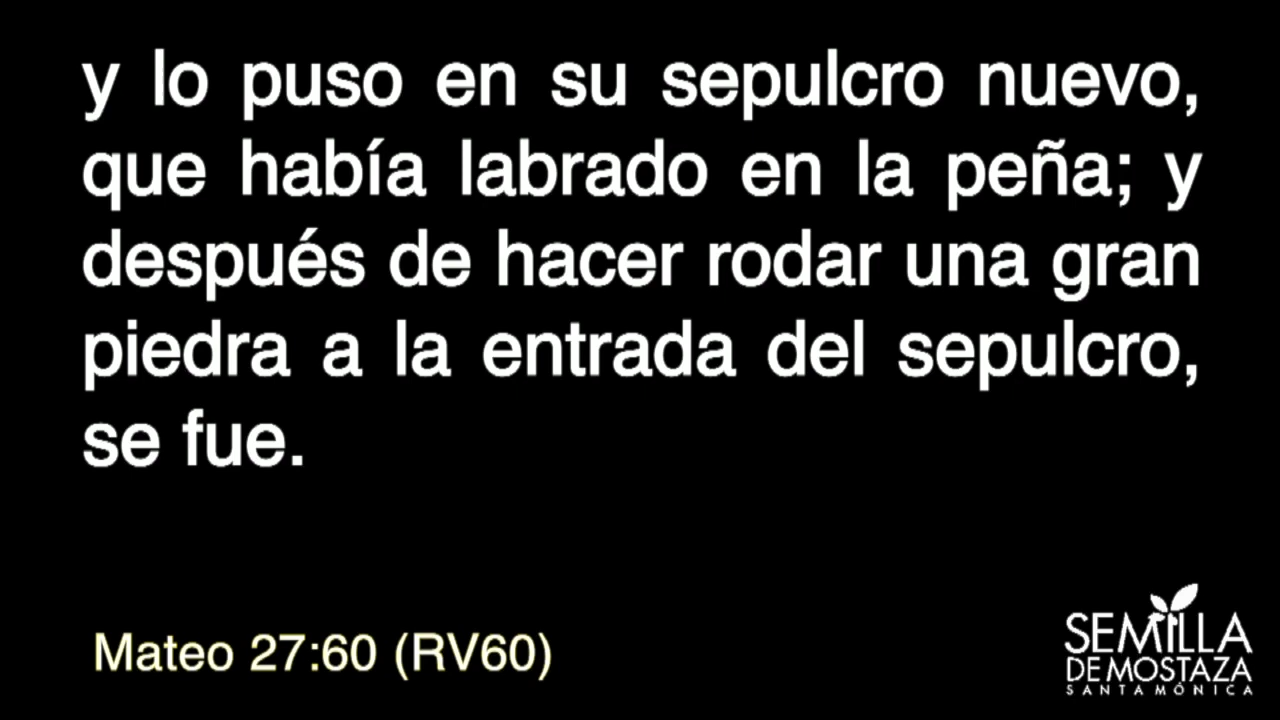 y lo puso en su sepulcro nuevo,
que había labrado en la peña; y
después de hacer rodar una gran
piedra a la entrada del sepulcro,
se fue.
Mateo 27:60 (RV60)
SEMILLA
DE MOSTAZA
SANTA MÓNICA